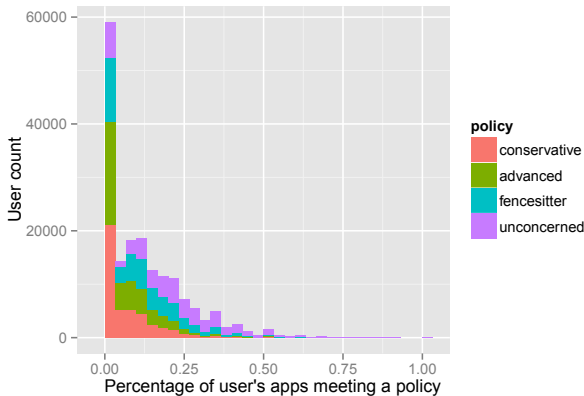 60000
40000
20000
0
User count
0.00 0.25 0.50 0.75 1.00
Percentage of user's apps meeting a policy
policy
conservative
advanced
fencesitter
unconcerned